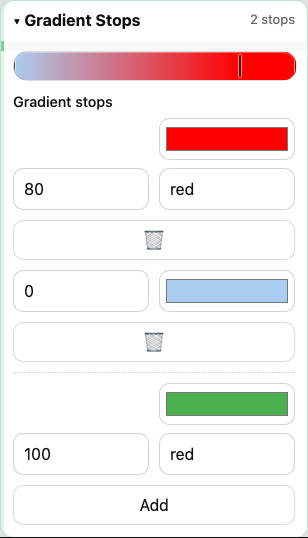 ▼ Gradient Stops 2 stops
Gradient stops
80 red
0
100 red
Add